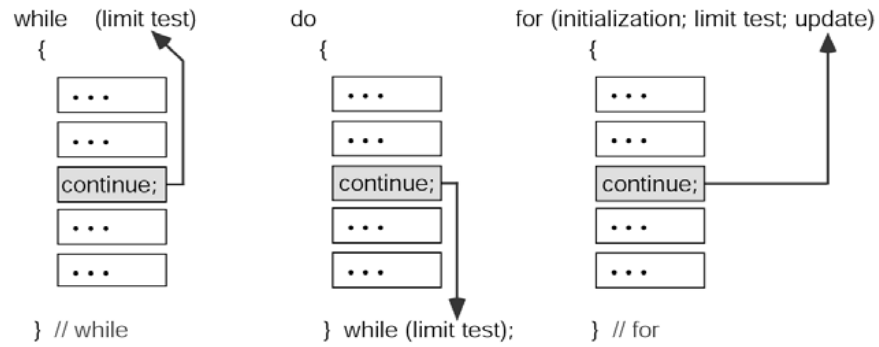 while (limit test)
{
• • •
• • •
continue;
• • •
• • •
} // while
do
{
• • •
• • •
continue;
• • •
• • •
} while (limit test);
for (initialization; limit test; update)
{
• • •
• • •
continue;
• • •
• • •
} // for